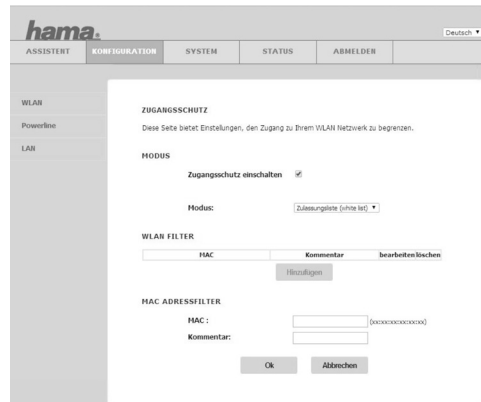 hama.
Deutsch
ASSISTENT KONFIGURATION SYSTEM STATUS ABMELDEN
WLAN
Powerline
LAN
ZUGANGSSCHUTZ
Diese Seite bietet Einstellungen, den Zugang zu Ihrem WLAN Netzwerk zu begrenzen.
MODUS
Zugangsschutz einschalten
Modus: Zulassungsliste (white list)
WLAN FILTER
MAC Kommentar bearbeiten löschen
Hinzufügen
MAC ADRESSFILTER
MAC : (xx:xx:xx:xx:xx:xx)
Kommentar:
Ok Abbrechen